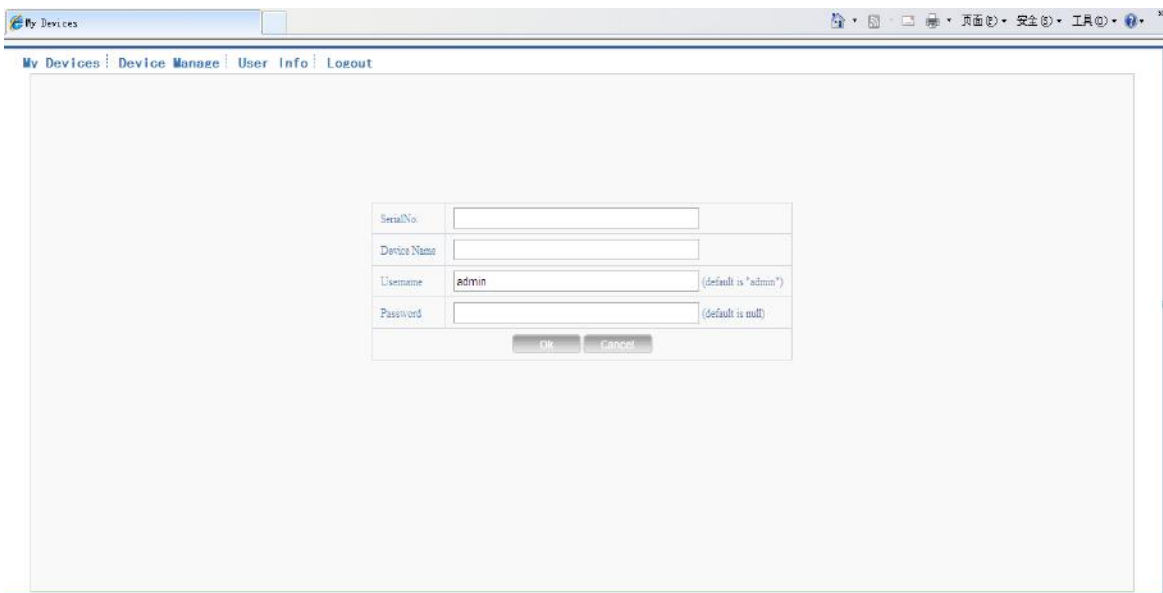 My Devices
页面(P) 安全(S) 工具(O)
My Devices Device Manage User Info Logout
SerialNo.
Device Name
Username admin (default is "admin")
Password (default is null)
Ok Cancel